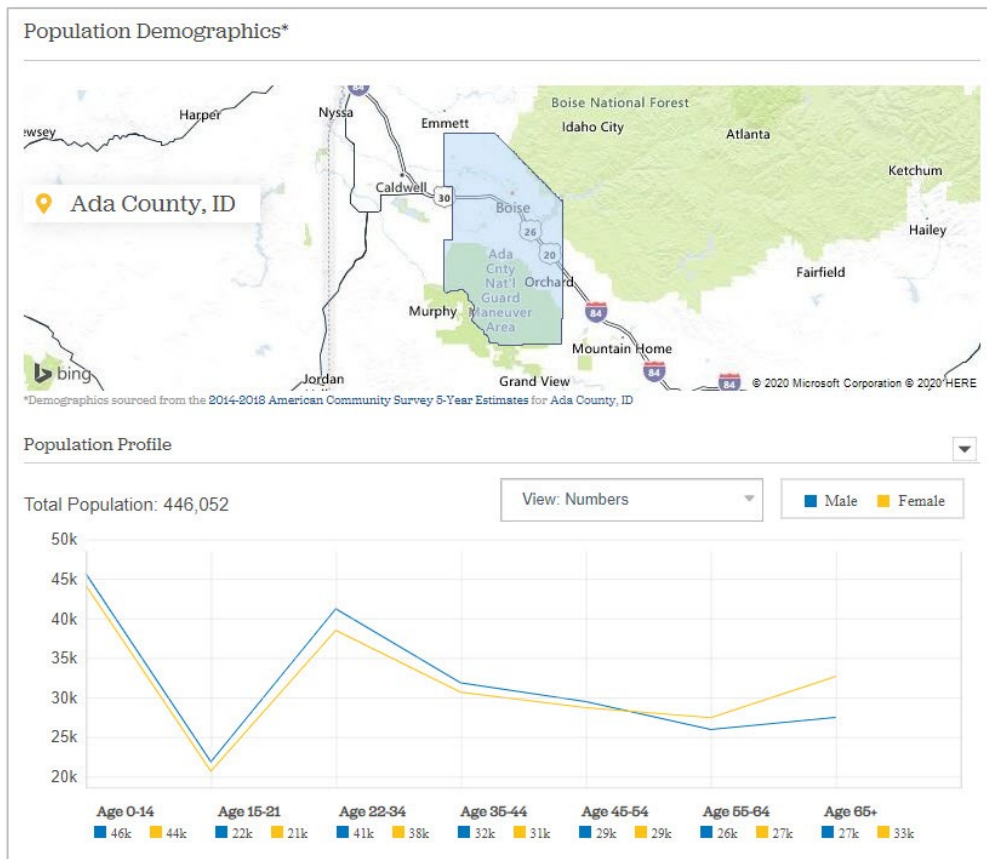 Population Demographics*
84
Boise National Forest
Harper
Nyssa
Emmett
Idaho City
Atlanta
ewsey
Ketchum
Caldwell
30
Ada County, ID
Boise
26
Hailey
20
Ada
Cnty
Nat'l
Guard
Maneuver
Area
Orchard
Fairfield
Murphy
84
Mountain Home
bing
Jordan
Grand View
84
84
© 2020 Microsoft Corporation © 2020 HERE
*Demographics sourced from the 2014-2018 American Community Survey 5-Year Estimates for Ada County, ID
Population Profile
Total Population: 446,052
View: Numbers
Male Female
50k
45k
40k
35k
30k
25k
20k
Age 0-14 Age 15-21 Age 22-34 Age 35-44 Age 45-54 Age 55-64 Age 65+
46k 44k 22k 21k 41k 38k 32k 31k 29k 29k 26k 27k 27k 33k